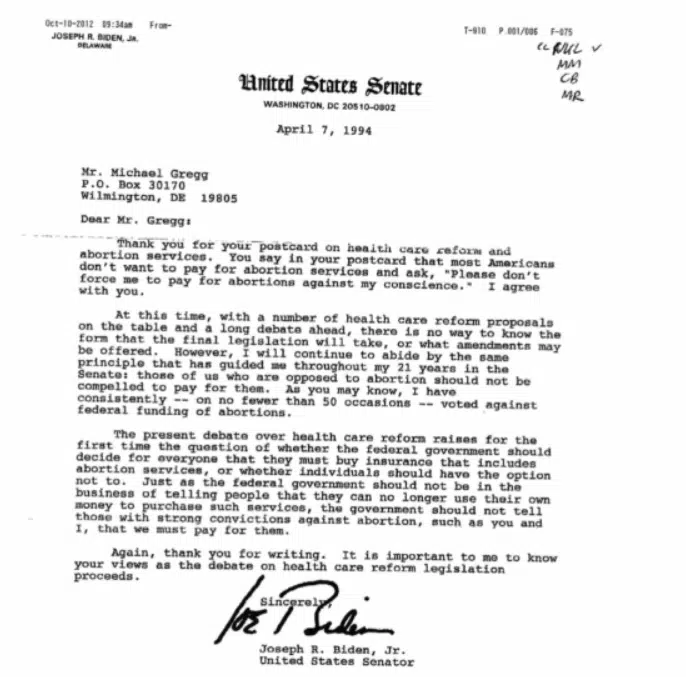 Oct-10-2012 09:34am From- T-910 P.001/006 F-075
JOSEPH R. BIDEN, JR.
DELAWARE
MM
CB
MR
United States Senate
WASHINGTON, DC 20510-0802
April 7, 1994
Mr. Michael Gregg
P.O. Box 30170
Wilmington, DE 19805
Dear Mr. Gregg:
Thank you for your postcard on health care reform and
abortion services. You say in your postcard that most Americans
don't want to pay for abortion services and ask, "Please don't
force me to pay for abortions against my conscience." I agree
with you.
At this time, with a number of health care reform proposals
on the table and a long debate ahead, there is no way to know the
form that the final legislation will take, or what amendments may
be offered. However, I will continue to abide by the same
principle that has guided me throughout my 21 years in the
Senate: those of us who are opposed to abortion should not be
compelled to pay for them. As you may know, I have
consistently -- on no fewer than 50 occasions -- voted against
federal funding of abortions.
The present debate over health care reform raises for the
first time the question of whether the federal government should
decide for everyone that they must buy insurance that includes
abortion services, or whether individuals should have the option
not to. Just as the federal government should not be in the
business of telling people that they can no longer use their own
money to purchase such services, the government should not tell
those with strong convictions against abortion, such as you and
I, that we must pay for them.
Again, thank you for writing. It is important to me to know
your views as the debate on health care reform legislation
proceeds.
Sincerely,
Joe Biden
Joseph R. Biden, Jr.
United States Senator